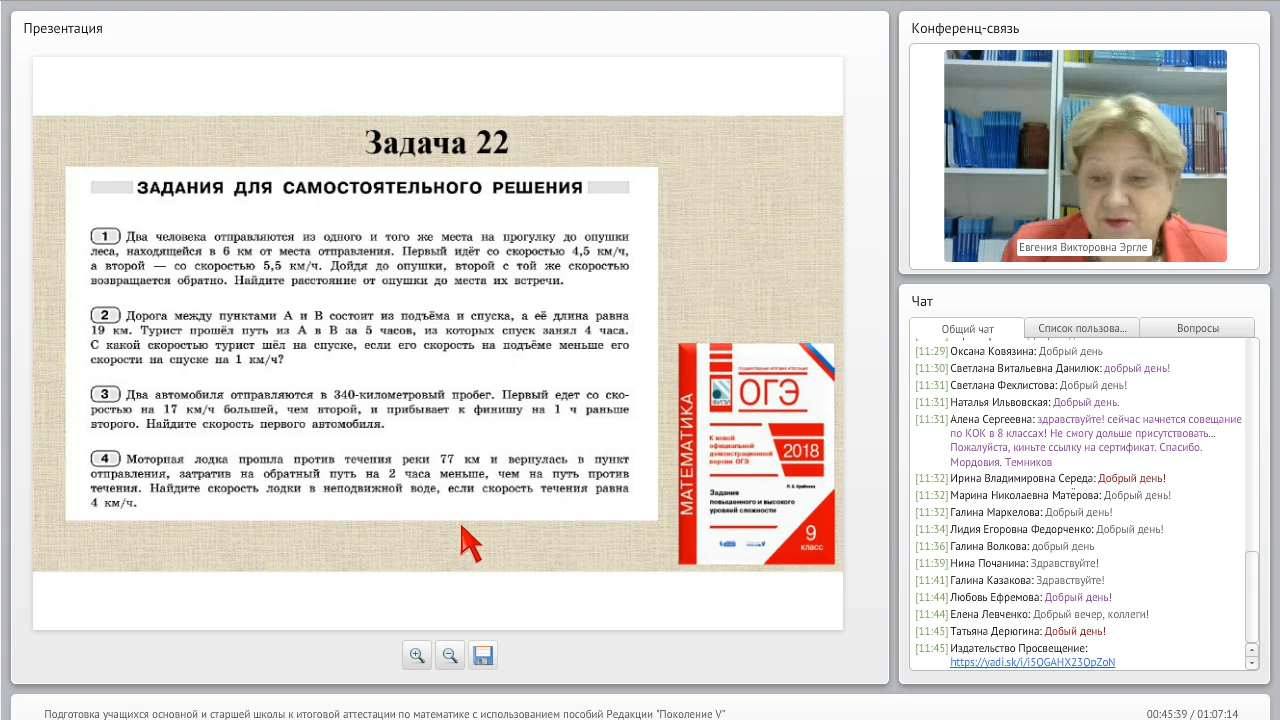 Презентация
Задача 22
ЗАДАНИЯ ДЛЯ САМОСТОЯТЕЛЬНОГО РЕШЕНИЯ
1 Два человека отправляются из одного и того же места на прогулку до опушки
леса, находящейся в 6 км от места отправления. Первый идёт со скоростью 4,5 км/ч,
а второй — со скоростью 5,5 км/ч. Дойдя до опушки, второй с той же скоростью
возвращается обратно. Найдите расстояние от опушки до места их встречи.
2 Дорога между пунктами А и В состоит из подъёма и спуска, а её длина равна
19 км. Турист прошёл путь из А в В за 5 часов, из которых спуск занял 4 часа.
С какой скоростью турист шёл на спуске, если его скорость на подъёме меньше его
скорости на спуске на 1 км/ч?
3 Два автомобиля отправляются в 340-километровый пробег. Первый едет со ско-
ростью на 17 км/ч большей, чем второй, и прибывает к финишу на 1 ч раньше
второго. Найдите скорость первого автомобиля.
4 Моторная лодка прошла против течения реки 77 км и вернулась в пункт
отправления, затратив на обратный путь на 2 часа меньше, чем на путь против
течения. Найдите скорость лодки в неподвижной воде, если скорость течения равна
4 км/ч.
МАТЕМАТИКА
ОГЭ
К новой
официальной
демонстрационной
версии ОГЭ
2018
Задания
повышенного и высокого
уровней сложности
9
класс
Конференц-связь
Евгения Викторовна Эргле
Чат
Общий чат
Список пользова...
Вопросы
[11:29] Оксана Ковязина: Добрый день
[11:30] Светлана Витальевна Данилюк: добрый день!
[11:31] Светлана Феклистова: Добрый день!
[11:31] Наталья Ильвовская: Добрый день.
[11:31] Алена Сергеевна: здравствуйте! сейчас начнется совещание
по КОК в 8 классах! Не смогу дольше присутствовать...
Пожалуйста, киньте ссылку на сертификат. Спасибо.
Мордовия. Темников
[11:32] Ирина Владимировна Середа: Добрый день!
[11:32] Марина Николаевна Матёрова: Добрый день!
[11:32] Галина Маркелова: Добрый день!
[11:34] Лидия Егоровна Федорченко: Добрый день!
[11:36] Галина Волкова: добрый день
[11:39] Нина Почанина: Здравствуйте!
[11:41] Галина Казакова: Здравствуйте!
[11:44] Любовь Ефремова: Добрый день!
[11:44] Елена Левченко: Добрый вечер, коллеги!
[11:45] Татьяна Дерюгина: Добый день!
[11:45] Издательство Просвещение:
https://yadi.sk/i/i5OGAHX23OpZoN
Подготовка учащихся основной и старшей школы к итоговой аттестации по математике с использованием пособий Редакции "Поколение V"
00:45:39 / 01:07:14